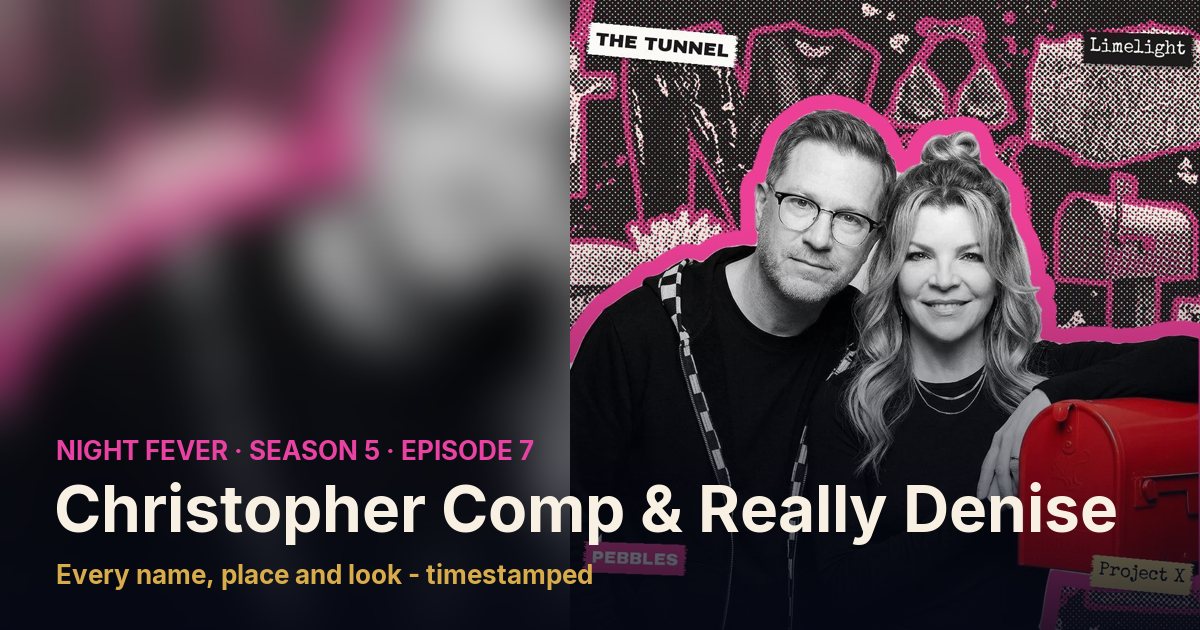 THE TUNNEL
Limelight
NIGHT FEVER · SEASON 5 · EPISODE 7
Christopher Comp & Really Denise
PEBBLES
Every name, place and look - timestamped
Project X